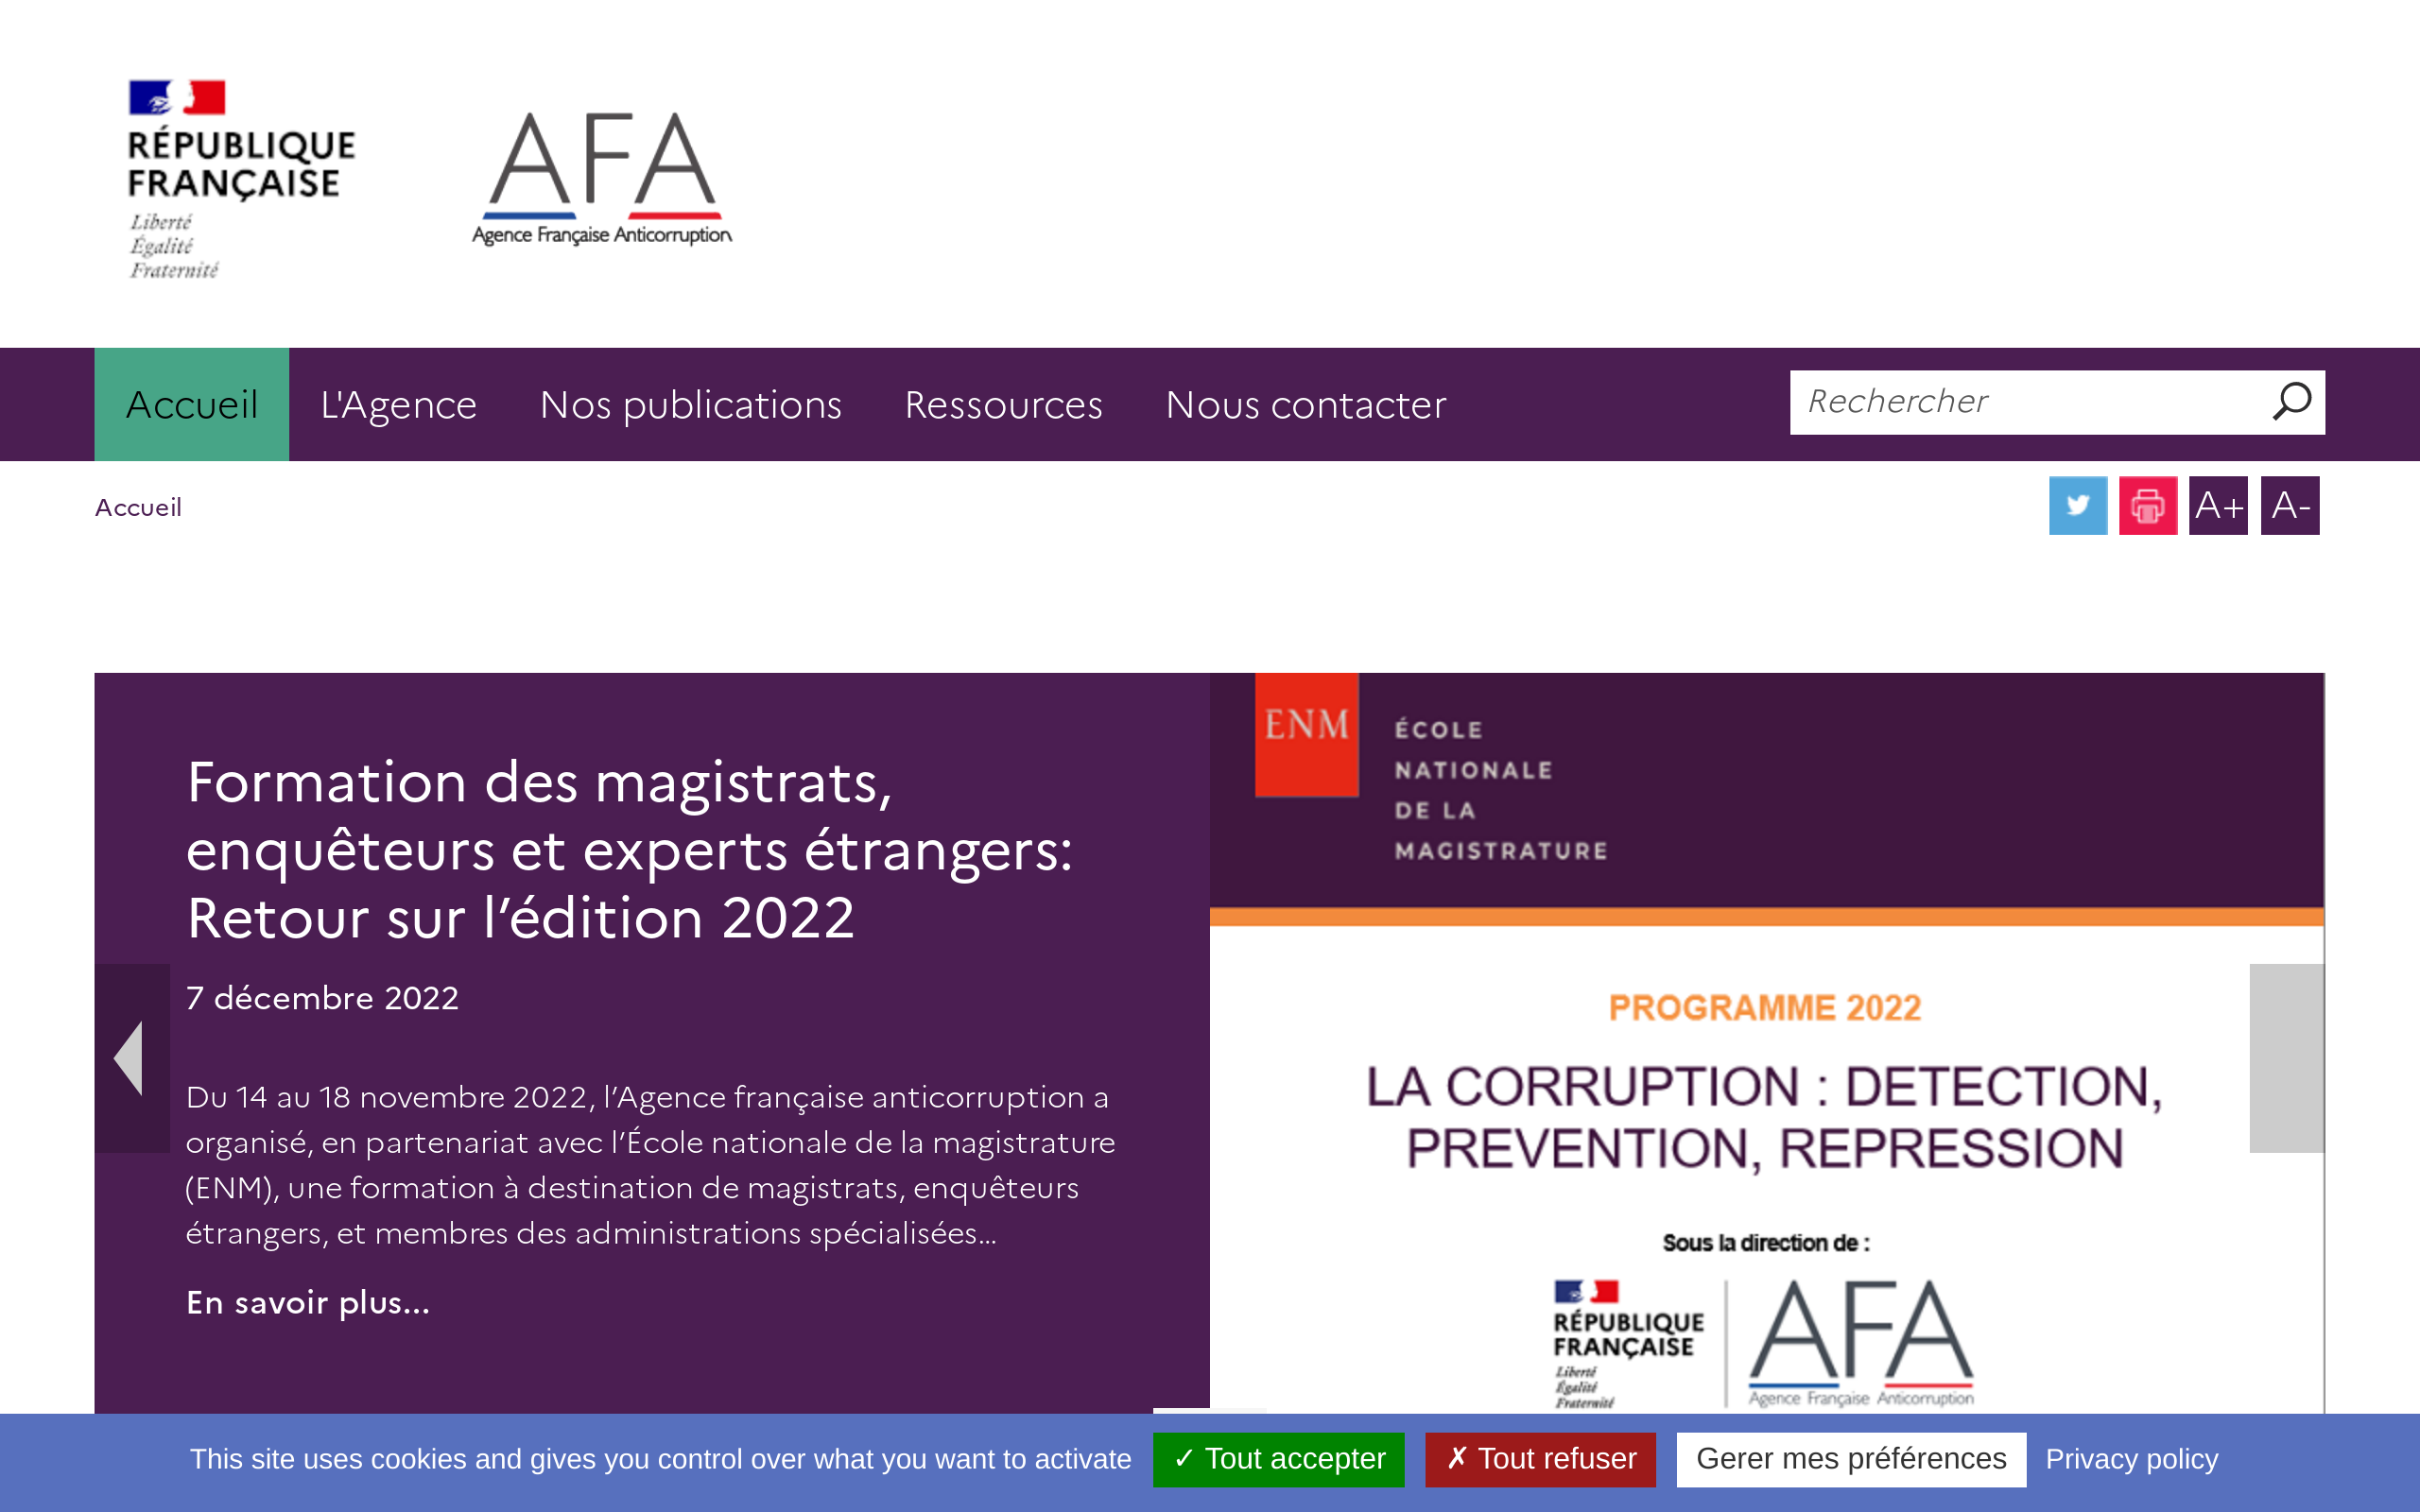 RÉPUBLIQUE
FRANÇAISE
Liberté
Égalité
Fraternité
AFA
Agence Française Anticorruption
Accueil
L'Agence
Nos publications
Ressources
Nous contacter
Rechercher
Accueil
A+
A-
Formation des magistrats,
enquêteurs et experts étrangers:
Retour sur l’édition 2022
7 décembre 2022
Du 14 au 18 novembre 2022, l’Agence française anticorruption a
organisé, en partenariat avec l’École nationale de la magistrature
(ENM), une formation à destination de magistrats, enquêteurs
étrangers, et membres des administrations spécialisées...
En savoir plus...
ENM
ÉCOLE
NATIONALE
DE LA
MAGISTRATURE
PROGRAMME 2022
LA CORRUPTION : DETECTION,
PREVENTION, REPRESSION
Sous la direction de :
RÉPUBLIQUE
FRANÇAISE
Liberté
Égalité
Fraternité
AFA
Agence Française Anticorruption
This site uses cookies and gives you control over what you want to activate
✓ Tout accepter
✗ Tout refuser
Gerer mes préférences
Privacy policy